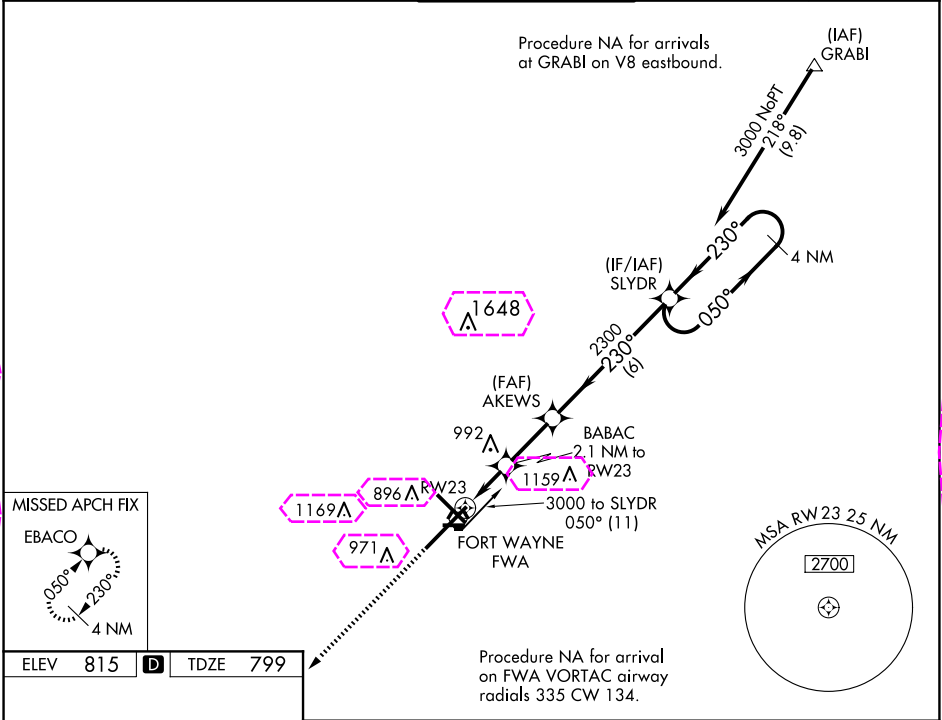 Procedure NA for arrivals
at GRABI on V8 eastbound.
(IAF)
GRABI
3000 NoPT
218°
(9.8)
230°
4 NM
050°
(IF/IAF)
SLYDR
1648
2300
230°
(6)
(FAF)
AKEWS
992
BABAC
2.1 NM to
RW23
1159
896
RW23
1169
3000 to SLYDR
050° (11)
971
FORT WAYNE
FWA
MISSED APCH FIX
EBACO
050°
230°
4 NM
MSA RW23 25 NM
2700
ELEV 815 D TDZE 799
Procedure NA for arrival
on FWA VORTAC airway
radials 335 CW 134.